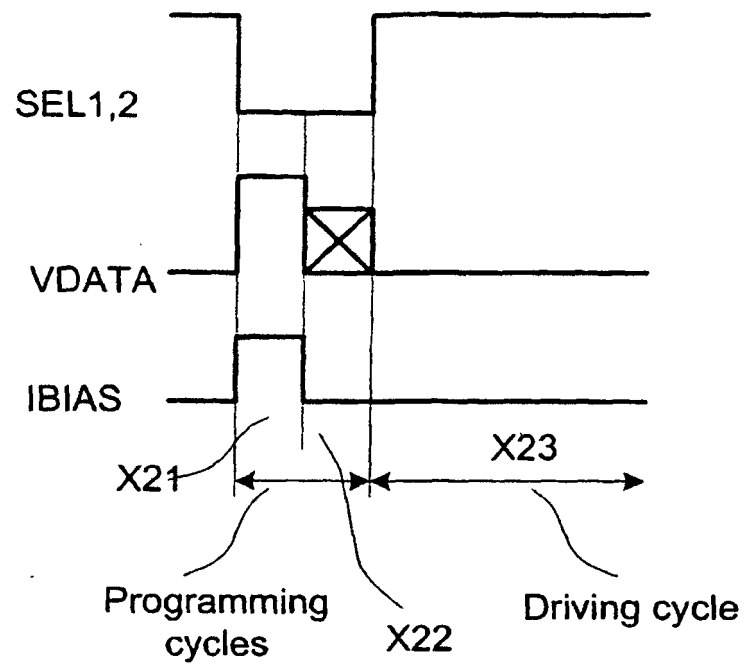 SEL1,2
VDATA
IBIAS
X23
X21
Programming
cycles
X22
Driving cycle